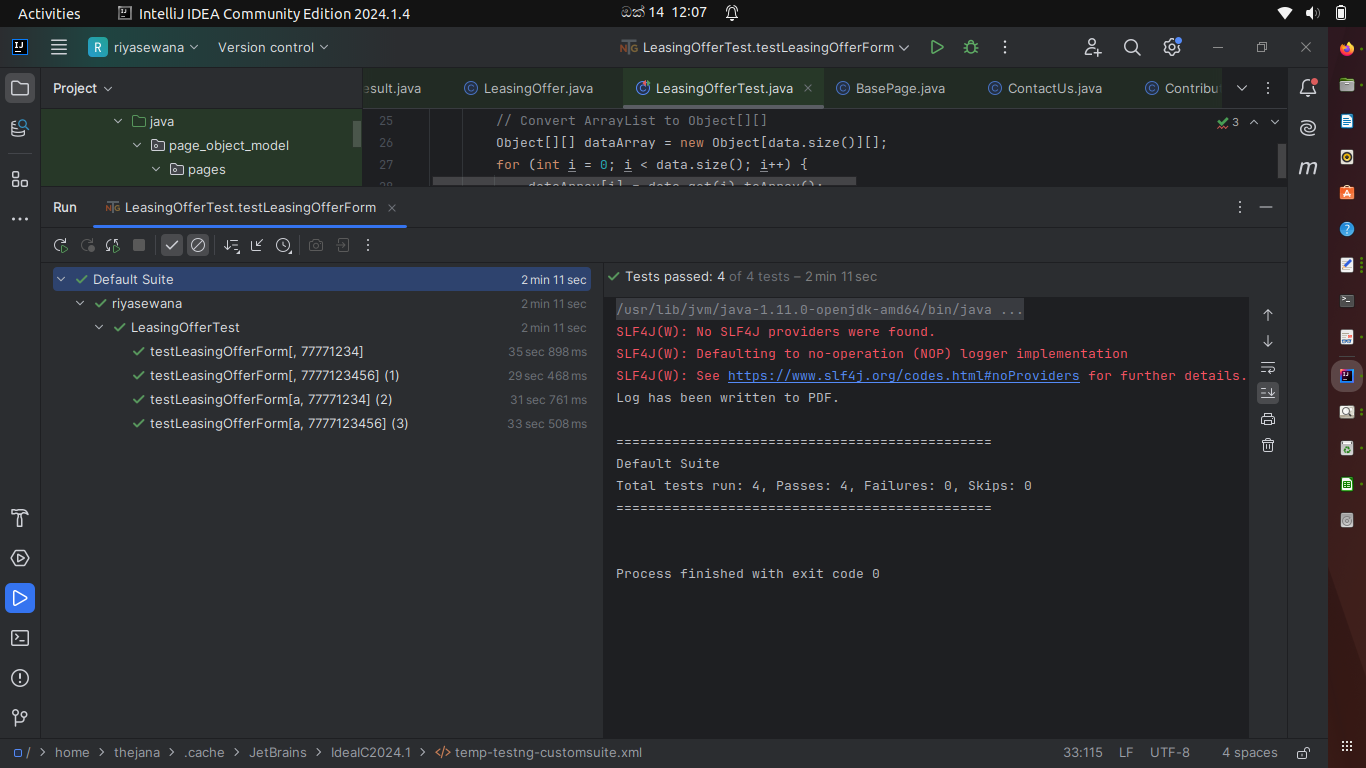 Activities IntelliJ IDEA Community Edition 2024.1.4 ඔක් 14 12:07
R riyasewana Version control LeasingOfferTest.testLeasingOfferForm
Project esult.java LeasingOffer.java LeasingOfferTest.java BasePage.java ContactUs.java Contribu
java
page_object_model
pages
25 // Convert ArrayList to Object[][]
26 Object[][] dataArray = new Object[data.size()][];
27 for (int i = 0; i < data.size(); i++) {
28 dataArray[i] = data.get(i).toArray();
3
Run LeasingOfferTest.testLeasingOfferForm
Default Suite 2 min 11 sec
riyasewana 2 min 11 sec
LeasingOfferTest 2 min 11 sec
testLeasingOfferForm[, 77771234] 35 sec 898 ms
testLeasingOfferForm[, 7777123456] (1) 29 sec 468 ms
testLeasingOfferForm[a, 77771234] (2) 31 sec 761 ms
testLeasingOfferForm[a, 7777123456] (3) 33 sec 508 ms
Tests passed: 4 of 4 tests – 2 min 11 sec
/usr/lib/jvm/java-1.11.0-openjdk-amd64/bin/java ...
SLF4J(W): No SLF4J providers were found.
SLF4J(W): Defaulting to no-operation (NOP) logger implementation
SLF4J(W): See https://www.slf4j.org/codes.html#noProviders for further details.
Log has been written to PDF.
===============================================
Default Suite
Total tests run: 4, Passes: 4, Failures: 0, Skips: 0
===============================================
Process finished with exit code 0
/ > home > thejana > .cache > JetBrains > IdeaIC2024.1 > temp-testng-customsuite.xml 33:115 LF UTF-8 4 spaces